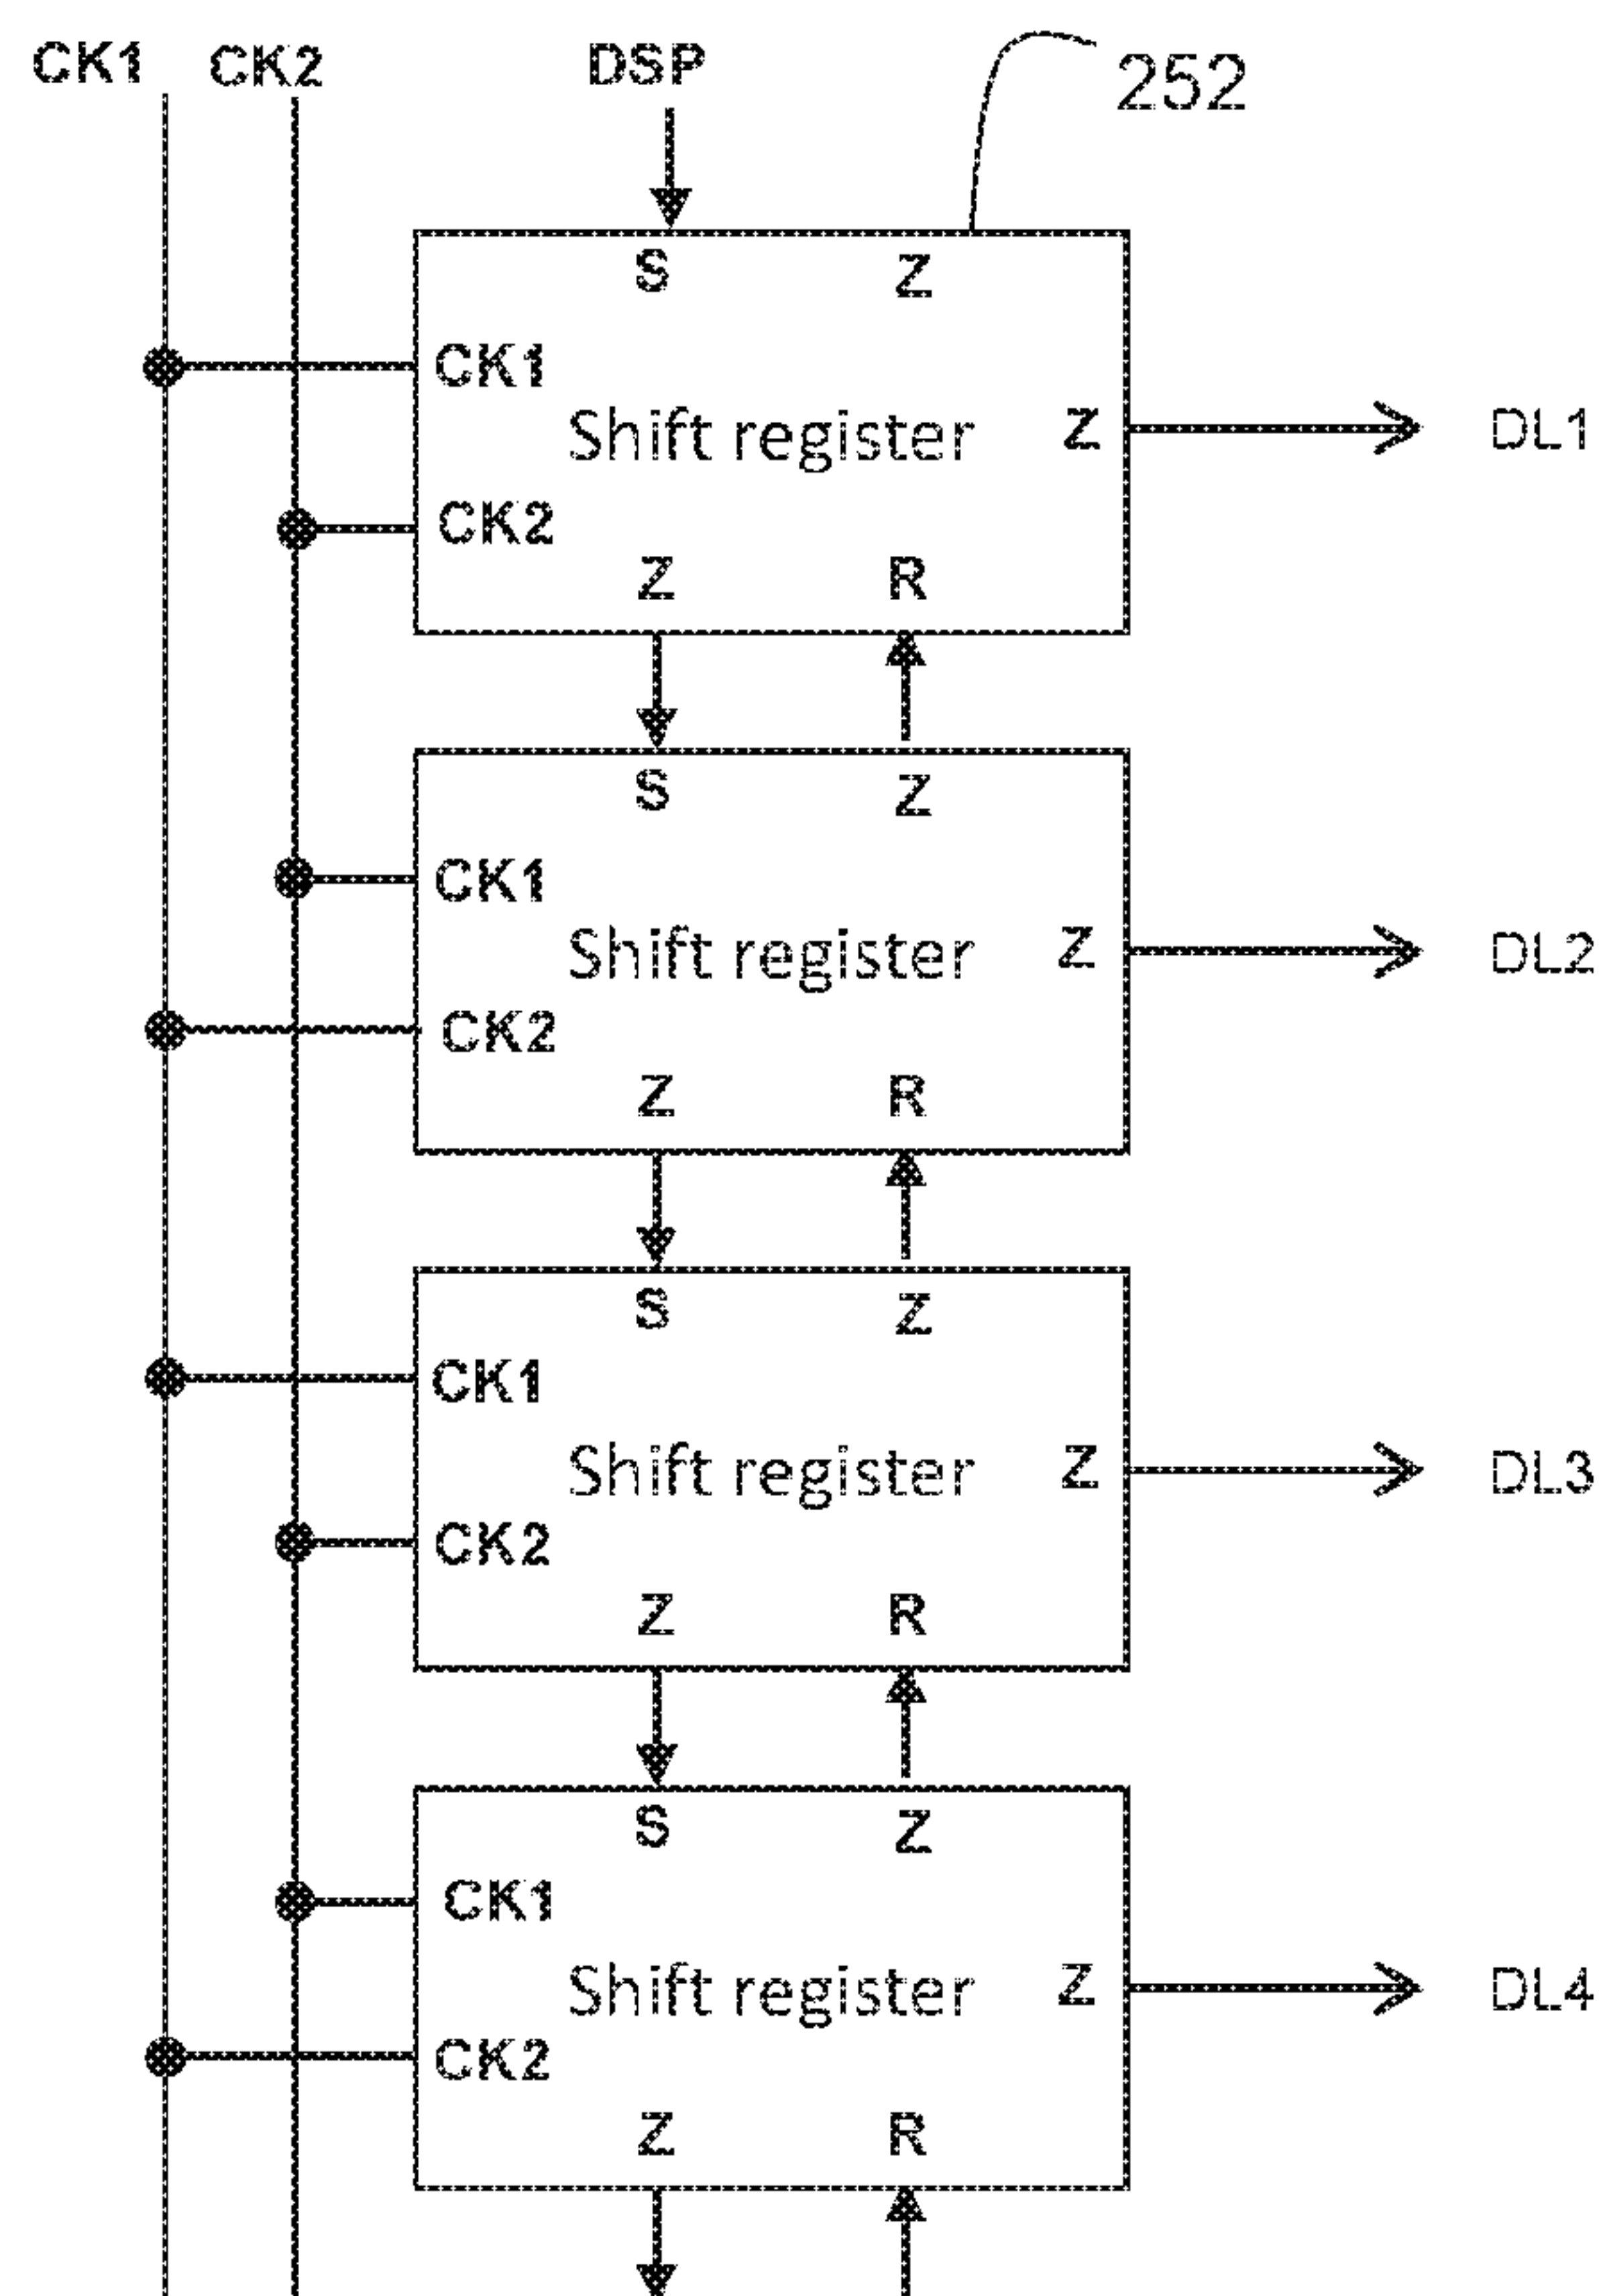 CK1 CK2 DSP 252
S Z
CK1
Shift register Z DL1
CK2
Z R
S Z
CK1
Shift register Z DL2
CK2
Z R
S Z
CK1
Shift register Z DL3
CK2
Z R
S Z
CK1
Shift register Z DL4
CK2
Z R